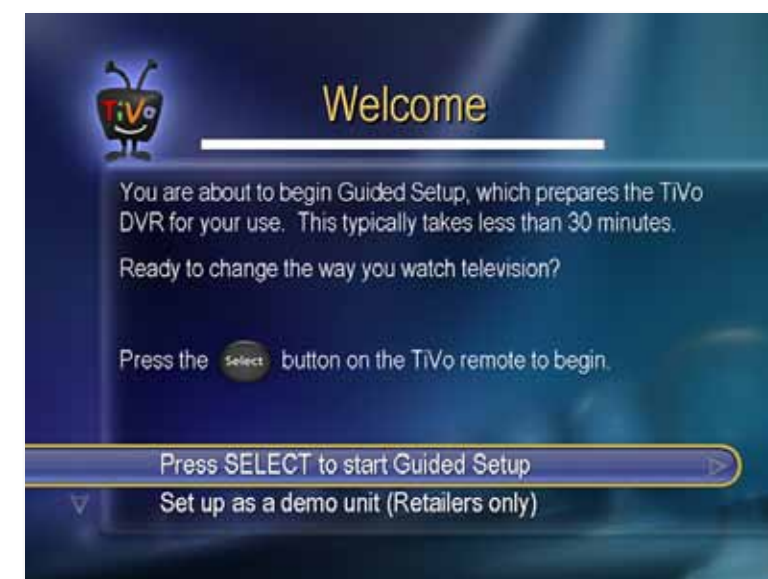 TiVo
Welcome
You are about to begin Guided Setup, which prepares the TiVo
DVR for your use.  This typically takes less than 30 minutes.
Ready to change the way you watch television?
Press the Select button on the TiVo remote to begin.
Press SELECT to start Guided Setup
Set up as a demo unit (Retailers only)